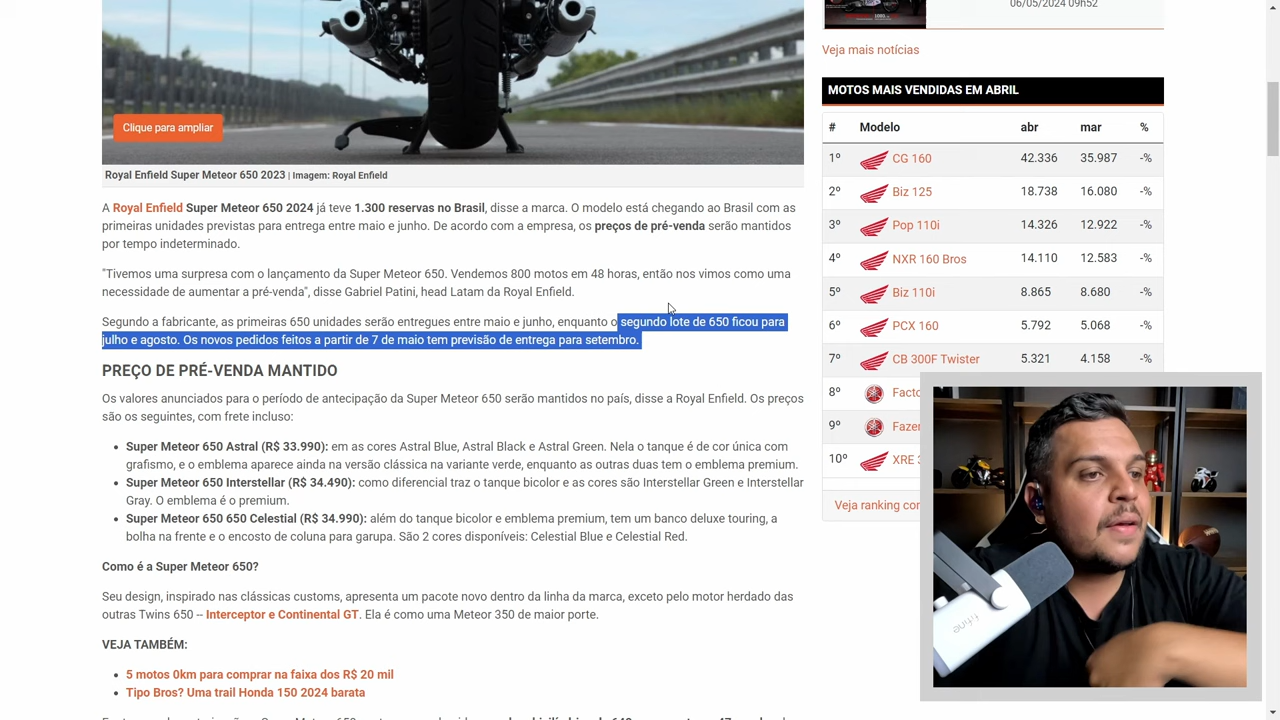 06/05/2024 09h52
Veja mais notícias
Clique para ampliar
Royal Enfield Super Meteor 650 2023 | Imagem: Royal Enfield
A Royal Enfield Super Meteor 650 2024 já teve 1.300 reservas no Brasil, disse a marca. O modelo está chegando ao Brasil com as
primeiras unidades previstas para entrega entre maio e junho. De acordo com a empresa, os preços de pré-venda serão mantidos
por tempo indeterminado.
"Tivemos uma surpresa com o lançamento da Super Meteor 650. Vendemos 800 motos em 48 horas, então nos vimos como uma
necessidade de aumentar a pré-venda", disse Gabriel Patini, head Latam da Royal Enfield.
Segundo a fabricante, as primeiras 650 unidades serão entregues entre maio e junho, enquanto o segundo lote de 650 ficou para
julho e agosto. Os novos pedidos feitos a partir de 7 de maio tem previsão de entrega para setembro.
PREÇO DE PRÉ-VENDA MANTIDO
Os valores anunciados para o período de antecipação da Super Meteor 650 serão mantidos no país, disse a Royal Enfield. Os preços
são os seguintes, com frete incluso:
• Super Meteor 650 Astral (R$ 33.990): em as cores Astral Blue, Astral Black e Astral Green. Nela o tanque é de cor única com
grafismo, e o emblema aparece ainda na versão clássica na variante verde, enquanto as outras duas tem o emblema premium.
• Super Meteor 650 Interstellar (R$ 34.490): como diferencial traz o tanque bicolor e as cores são Interstellar Green e Interstellar
Gray. O emblema é o premium.
• Super Meteor 650 650 Celestial (R$ 34.990): além do tanque bicolor e emblema premium, tem um banco deluxe touring, a
bolha na frente e o encosto de coluna para garupa. São 2 cores disponíveis: Celestial Blue e Celestial Red.
Como é a Super Meteor 650?
Seu design, inspirado nas clássicas customs, apresenta um pacote novo dentro da linha da marca, exceto pelo motor herdado das
outras Twins 650 -- Interceptor e Continental GT. Ela é como uma Meteor 350 de maior porte.
VEJA TAMBÉM:
• 5 motos 0km para comprar na faixa dos R$ 20 mil
• Tipo Bros? Uma trail Honda 150 2024 barata
MOTOS MAIS VENDIDAS EM ABRIL
# Modelo abr mar %
1º CG 160 42.336 35.987 -%
2º Biz 125 18.738 16.080 -%
3º Pop 110i 14.326 12.922 -%
4º NXR 160 Bros 14.110 12.583 -%
5º Biz 110i 8.865 8.680 -%
6º PCX 160 5.792 5.068 -%
7º CB 300F Twister 5.321 4.158 -%
8º Facto
9º Fazer
10º XRE
Veja ranking
fifine